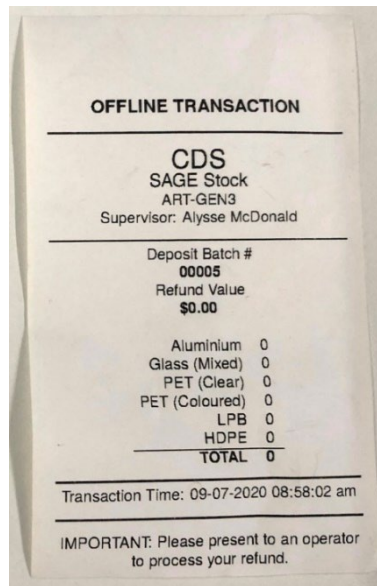 OFFLINE TRANSACTION
CDS
SAGE Stock
ART-GEN3
Supervisor: Alysse McDonald
Deposit Batch #
00005
Refund Value
$0.00
Aluminium 0
Glass (Mixed) 0
PET (Clear) 0
PET (Coloured) 0
LPB 0
HDPE 0
TOTAL 0
Transaction Time: 09-07-2020 08:58:02 am
IMPORTANT: Please present to an operator
to process your refund.